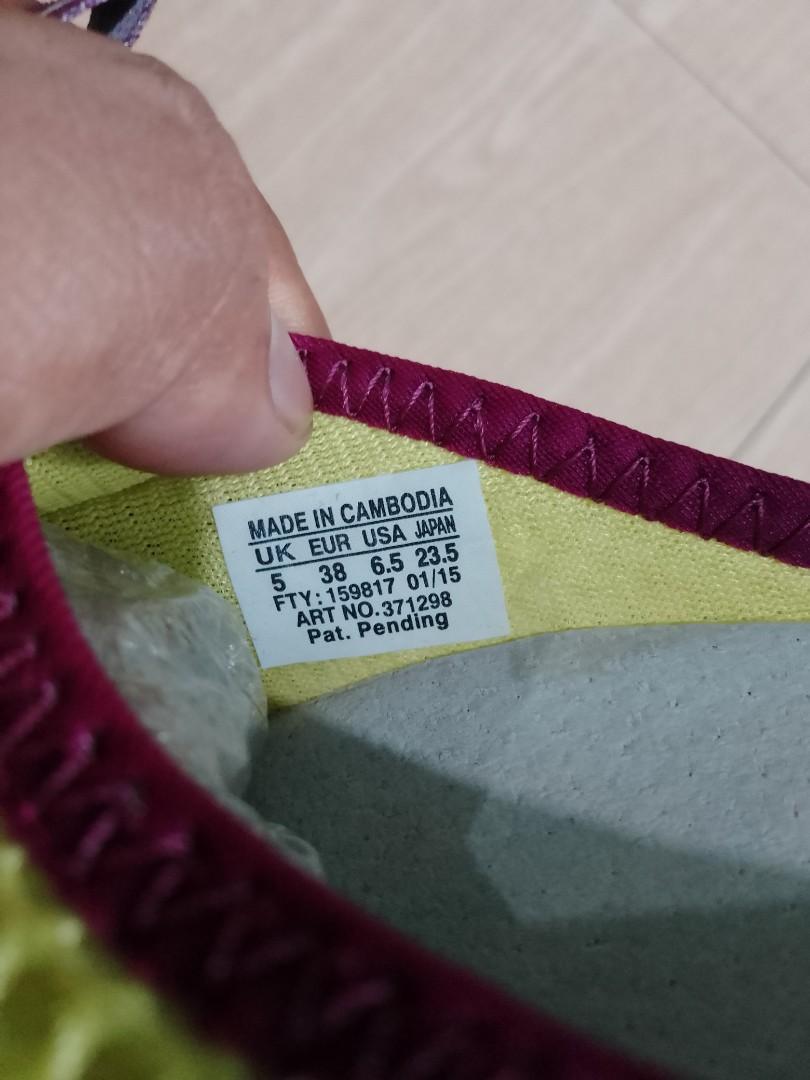 MADE IN CAMBODIA
UK EUR USA JAPAN
5 38 6.5 23.5
FTY: 159817 01/15
ART NO. 371298
Pat. Pending